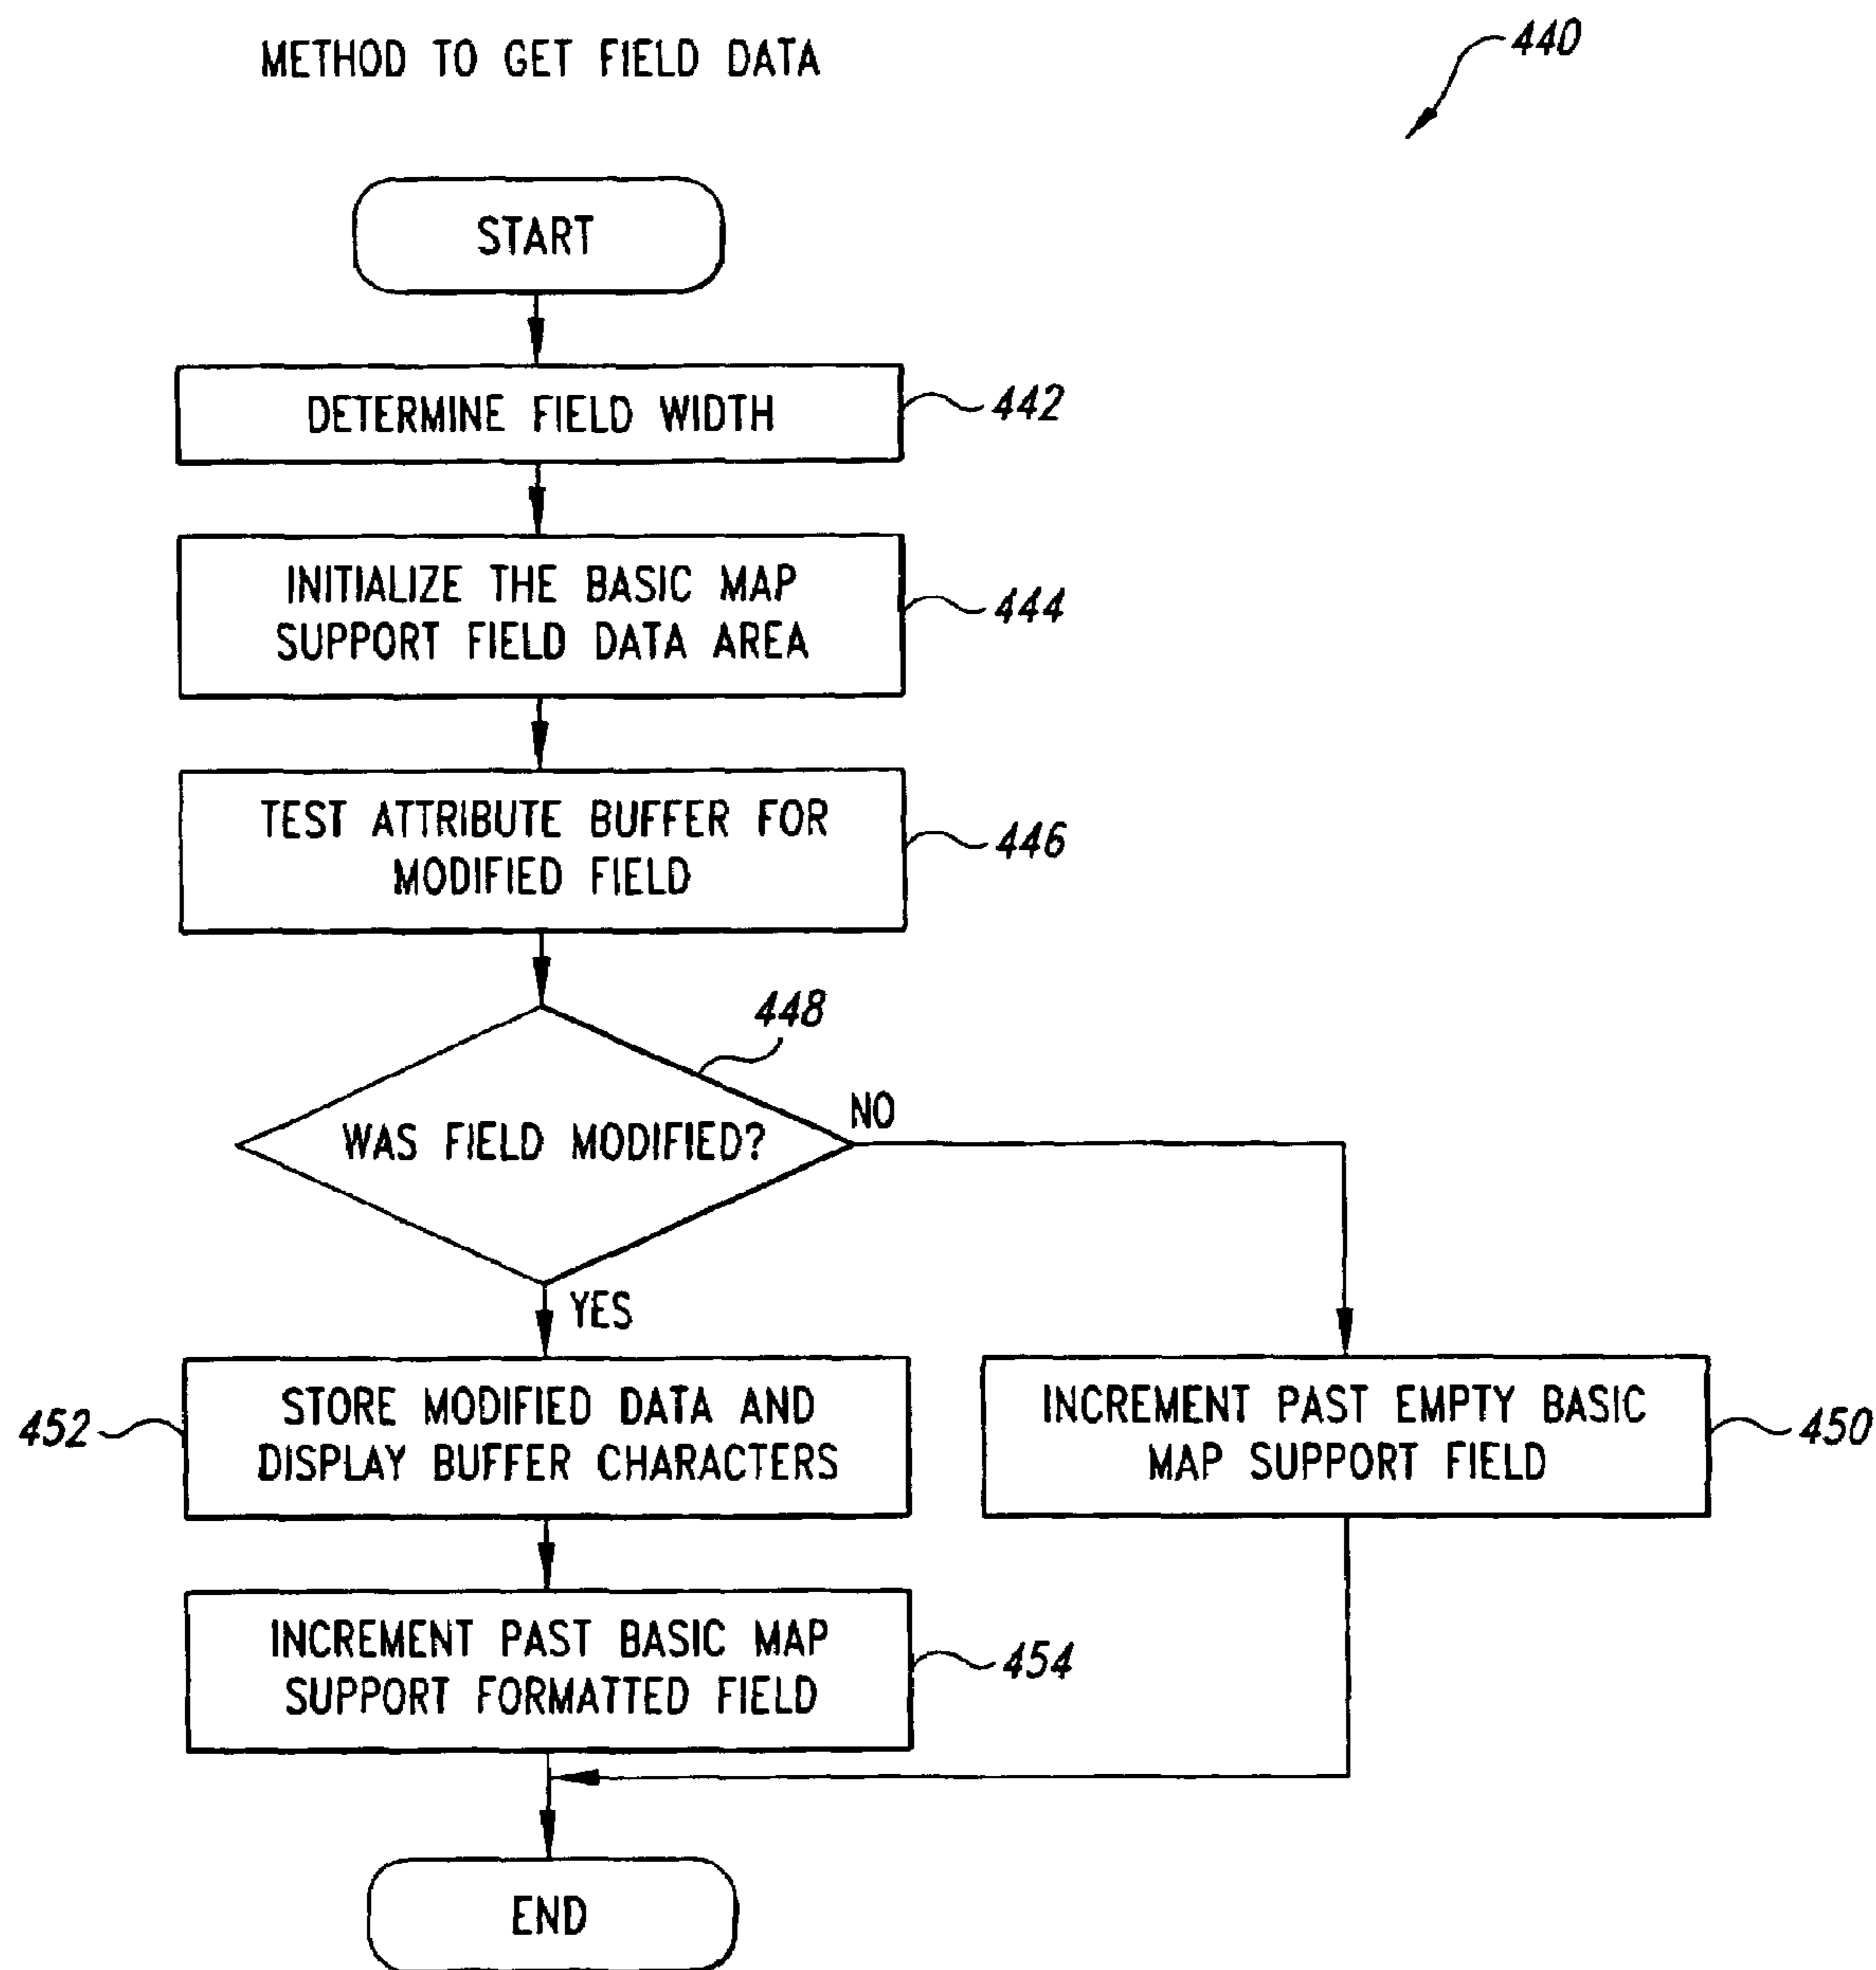 METHOD TO GET FIELD DATA
440
START
DETERMINE FIELD WIDTH
442
INITIALIZE THE BASIC MAP
SUPPORT FIELD DATA AREA
444
TEST ATTRIBUTE BUFFER FOR
MODIFIED FIELD
446
448
WAS FIELD MODIFIED?
NO
YES
452
STORE MODIFIED DATA AND
DISPLAY BUFFER CHARACTERS
INCREMENT PAST EMPTY BASIC
MAP SUPPORT FIELD
450
INCREMENT PAST BASIC MAP
SUPPORT FORMATTED FIELD
454
END